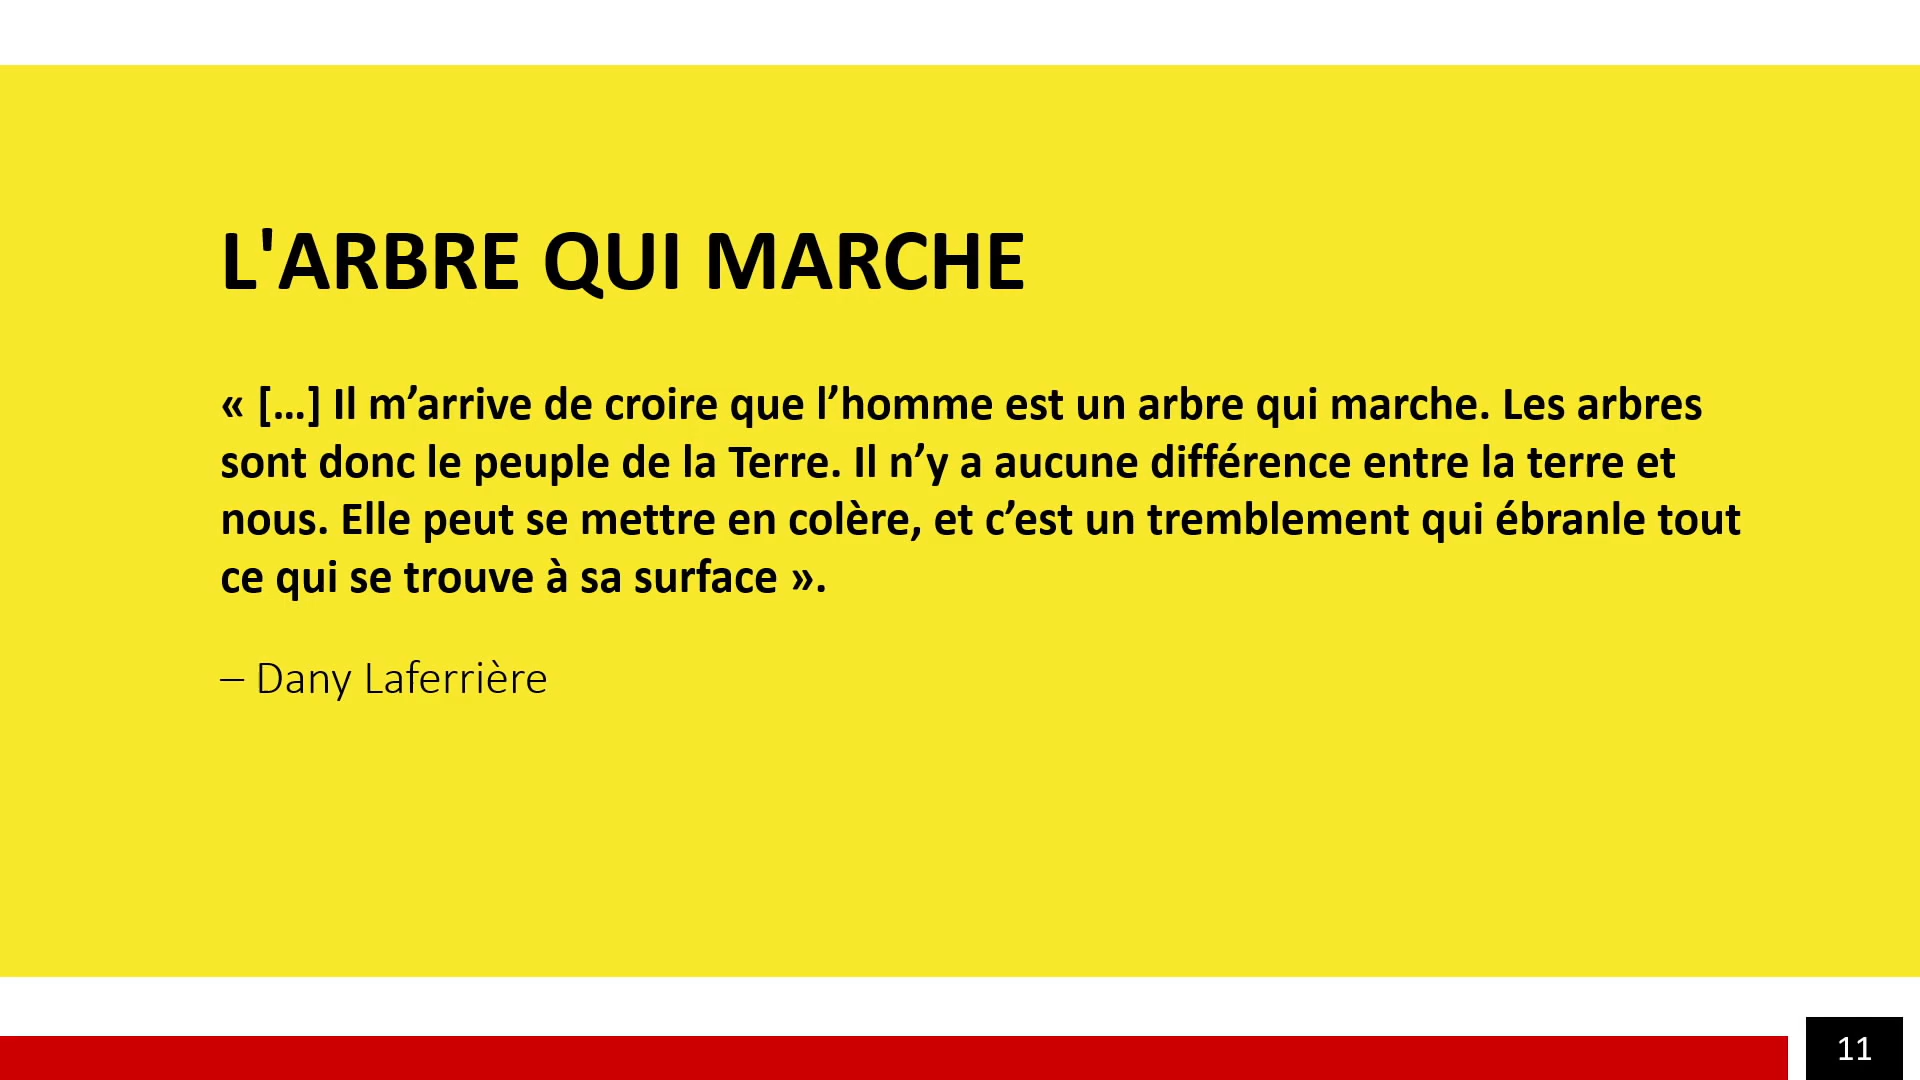 L'ARBRE QUI MARCHE
« […] Il m’arrive de croire que l’homme est un arbre qui marche. Les arbres
sont donc le peuple de la Terre. Il n’y a aucune différence entre la terre et
nous. Elle peut se mettre en colère, et c’est un tremblement qui ébranle tout
ce qui se trouve à sa surface ».
– Dany Laferrière
11